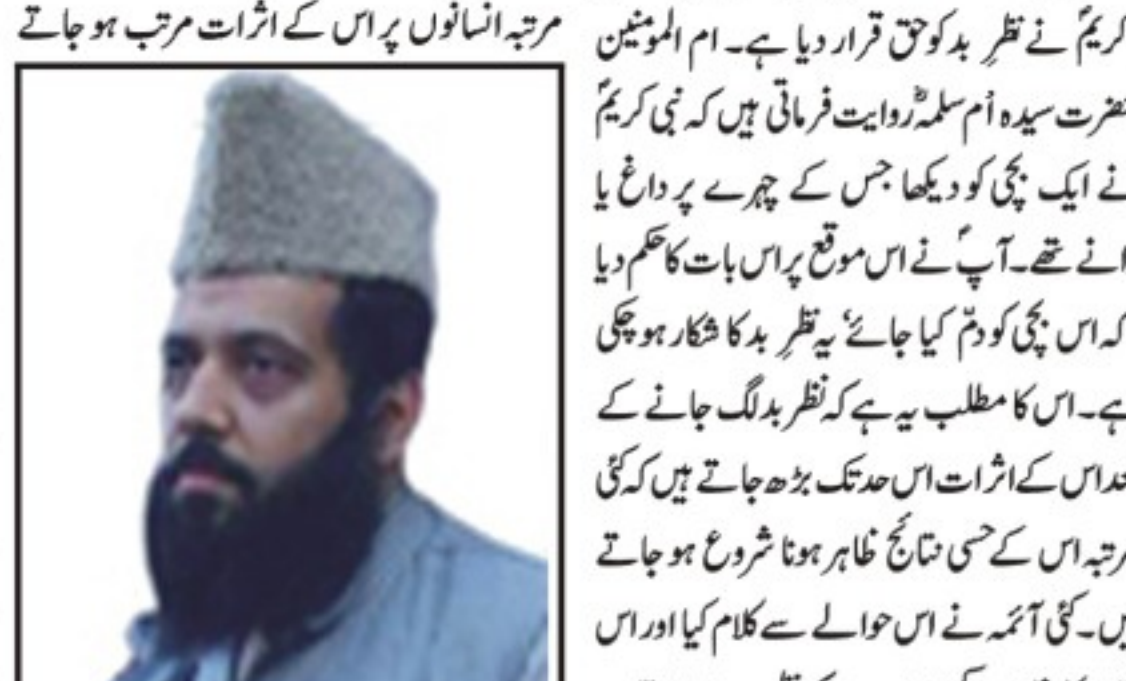 کریمؐ نے نظرِ بد کو حق قرار دیا ہے۔ ام المومنین
حضرت سیدہ اُم سلمہؓ روایت فرماتی ہیں کہ نبی کریمؐ
نے ایک بچی کو دیکھا جس کے چہرے پر داغ یا
تھے۔ آپؐ نے اس موقع پر اس بات کا حکم دیا
کہ اس بچی کو دمّ کیا جائے‘ یہ نظرِ بد کا شکار ہو چکی
ہے۔ اس کا مطلب یہ ہے کہ نظر بد لگ جانے کے
اس کے اثرات اس حد تک بڑھ جاتے ہیں کہ کئی
مرتبہ اس کے حسی نتائج ظاہر ہونا شروع ہو جاتے
ہیں۔ کئی آئمہ نے اس حوالے سے کلام کیا اور اس
مرتبہ انسانوں پر اس کے اثرات مرتب ہو جاتے